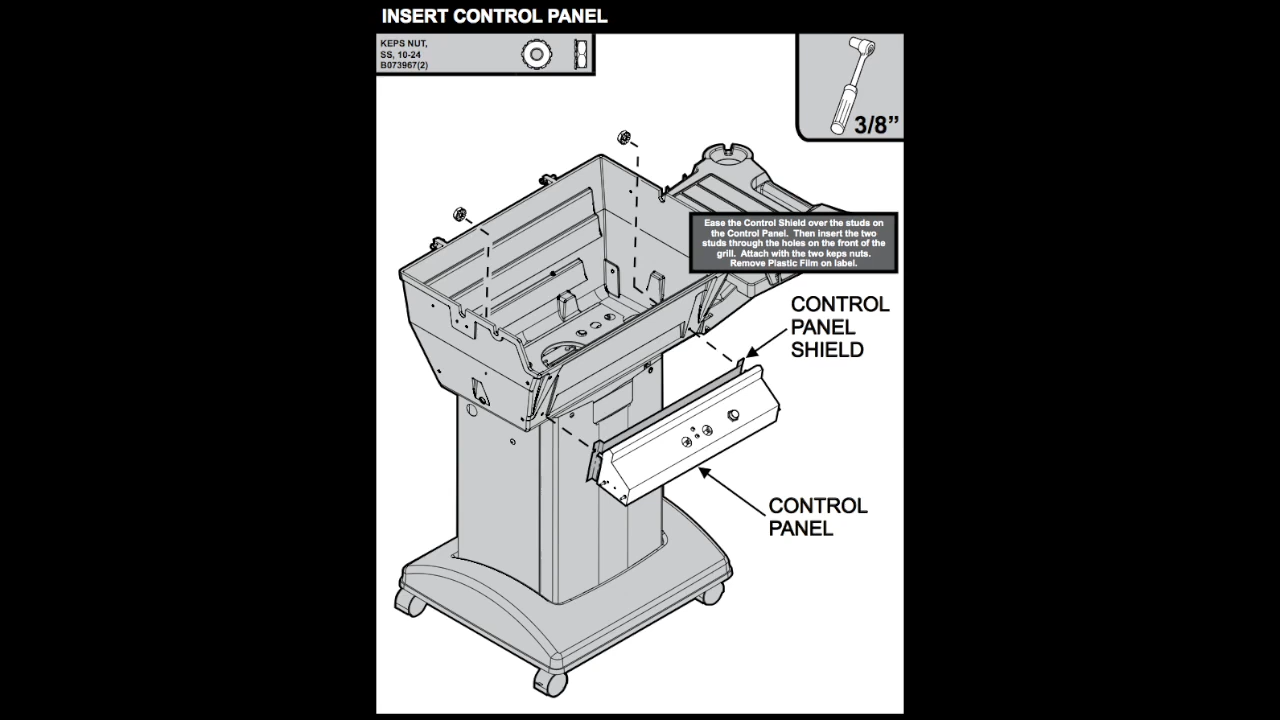 INSERT CONTROL PANEL
KEPS NUT,
SS, 10-24
B073967(2)
3/8”
Ease the Control Shield over the studs on
the Control Panel. Then insert the two
studs through the holes on the front of the
grill. Attach with the two keps nuts.
Remove Plastic Film on label.
CONTROL
PANEL
SHIELD
CONTROL
PANEL